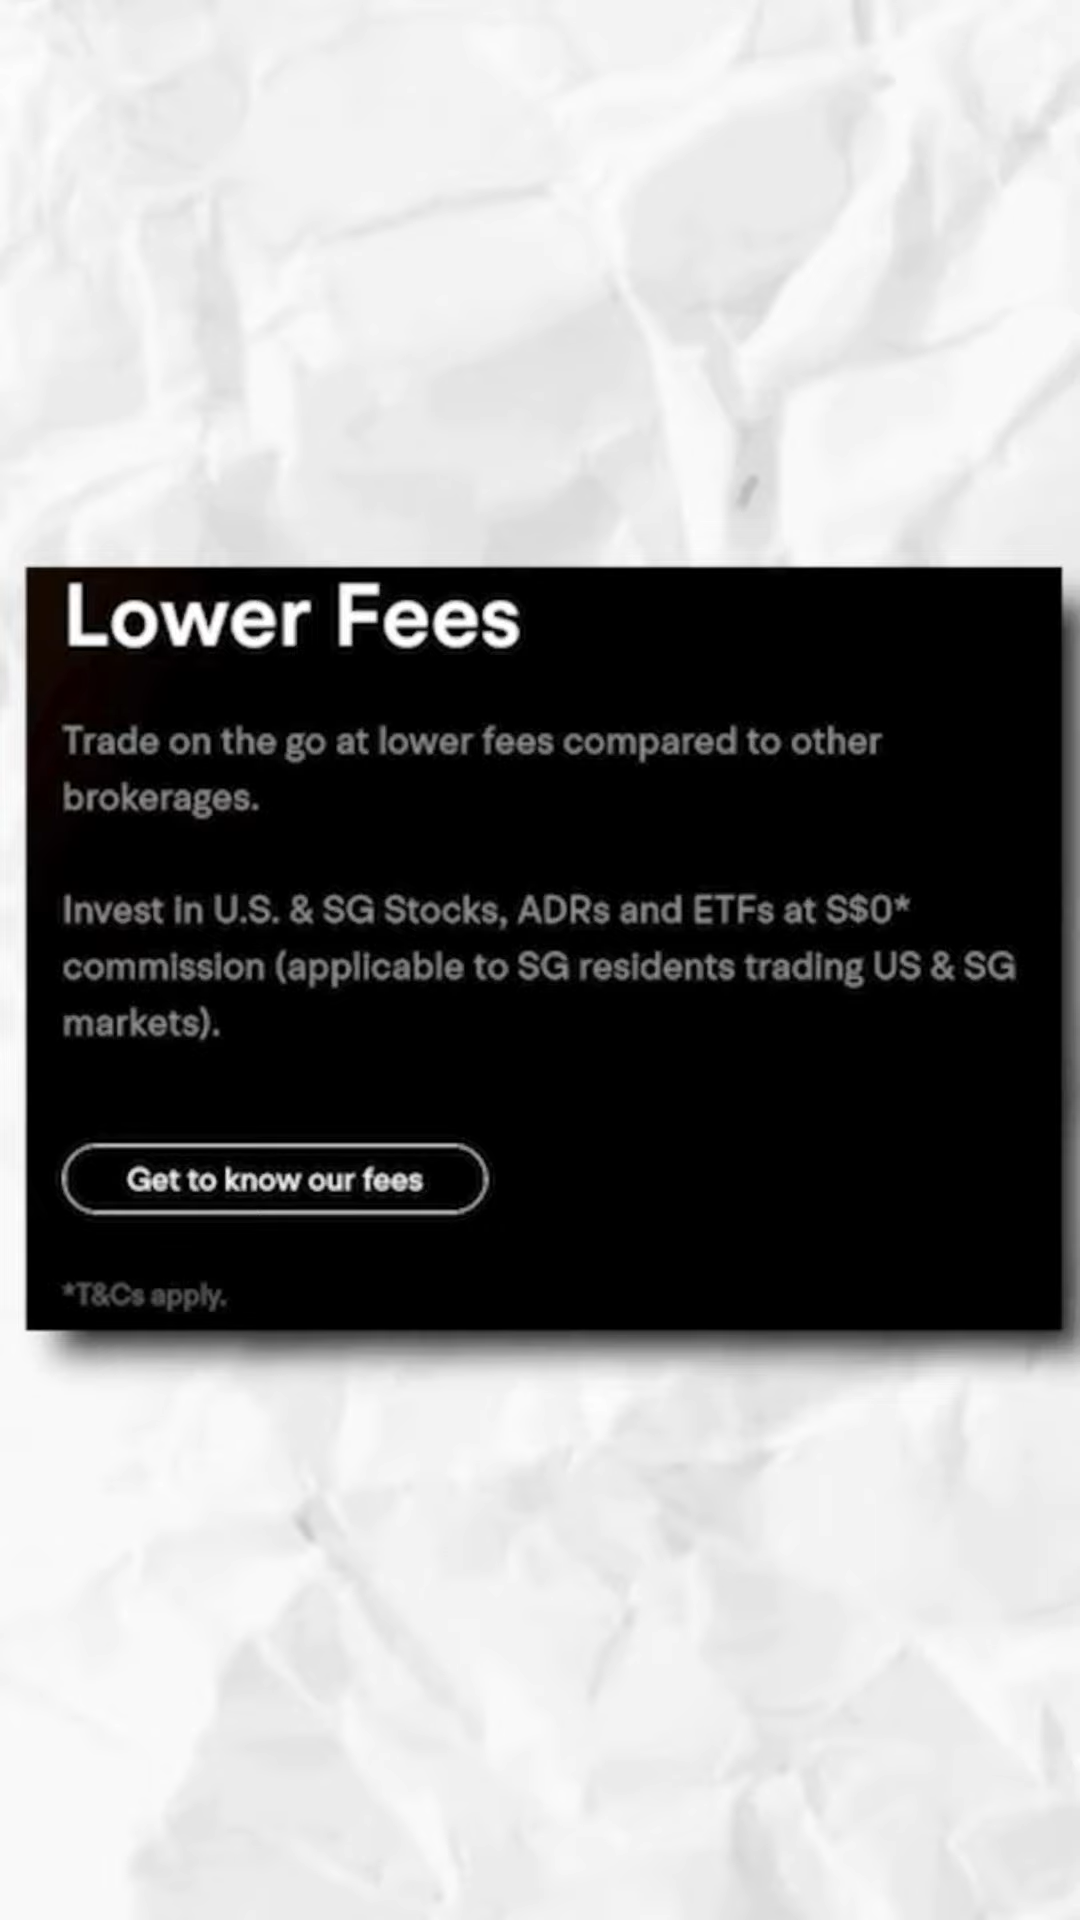 Lower Fees
Trade on the go at lower fees compared to other
brokerages.
Invest in U.S. & SG Stocks, ADRs and ETFs at S$0*
commission (applicable to SG residents trading US & SG
markets).
Get to know our fees
*T&Cs apply.